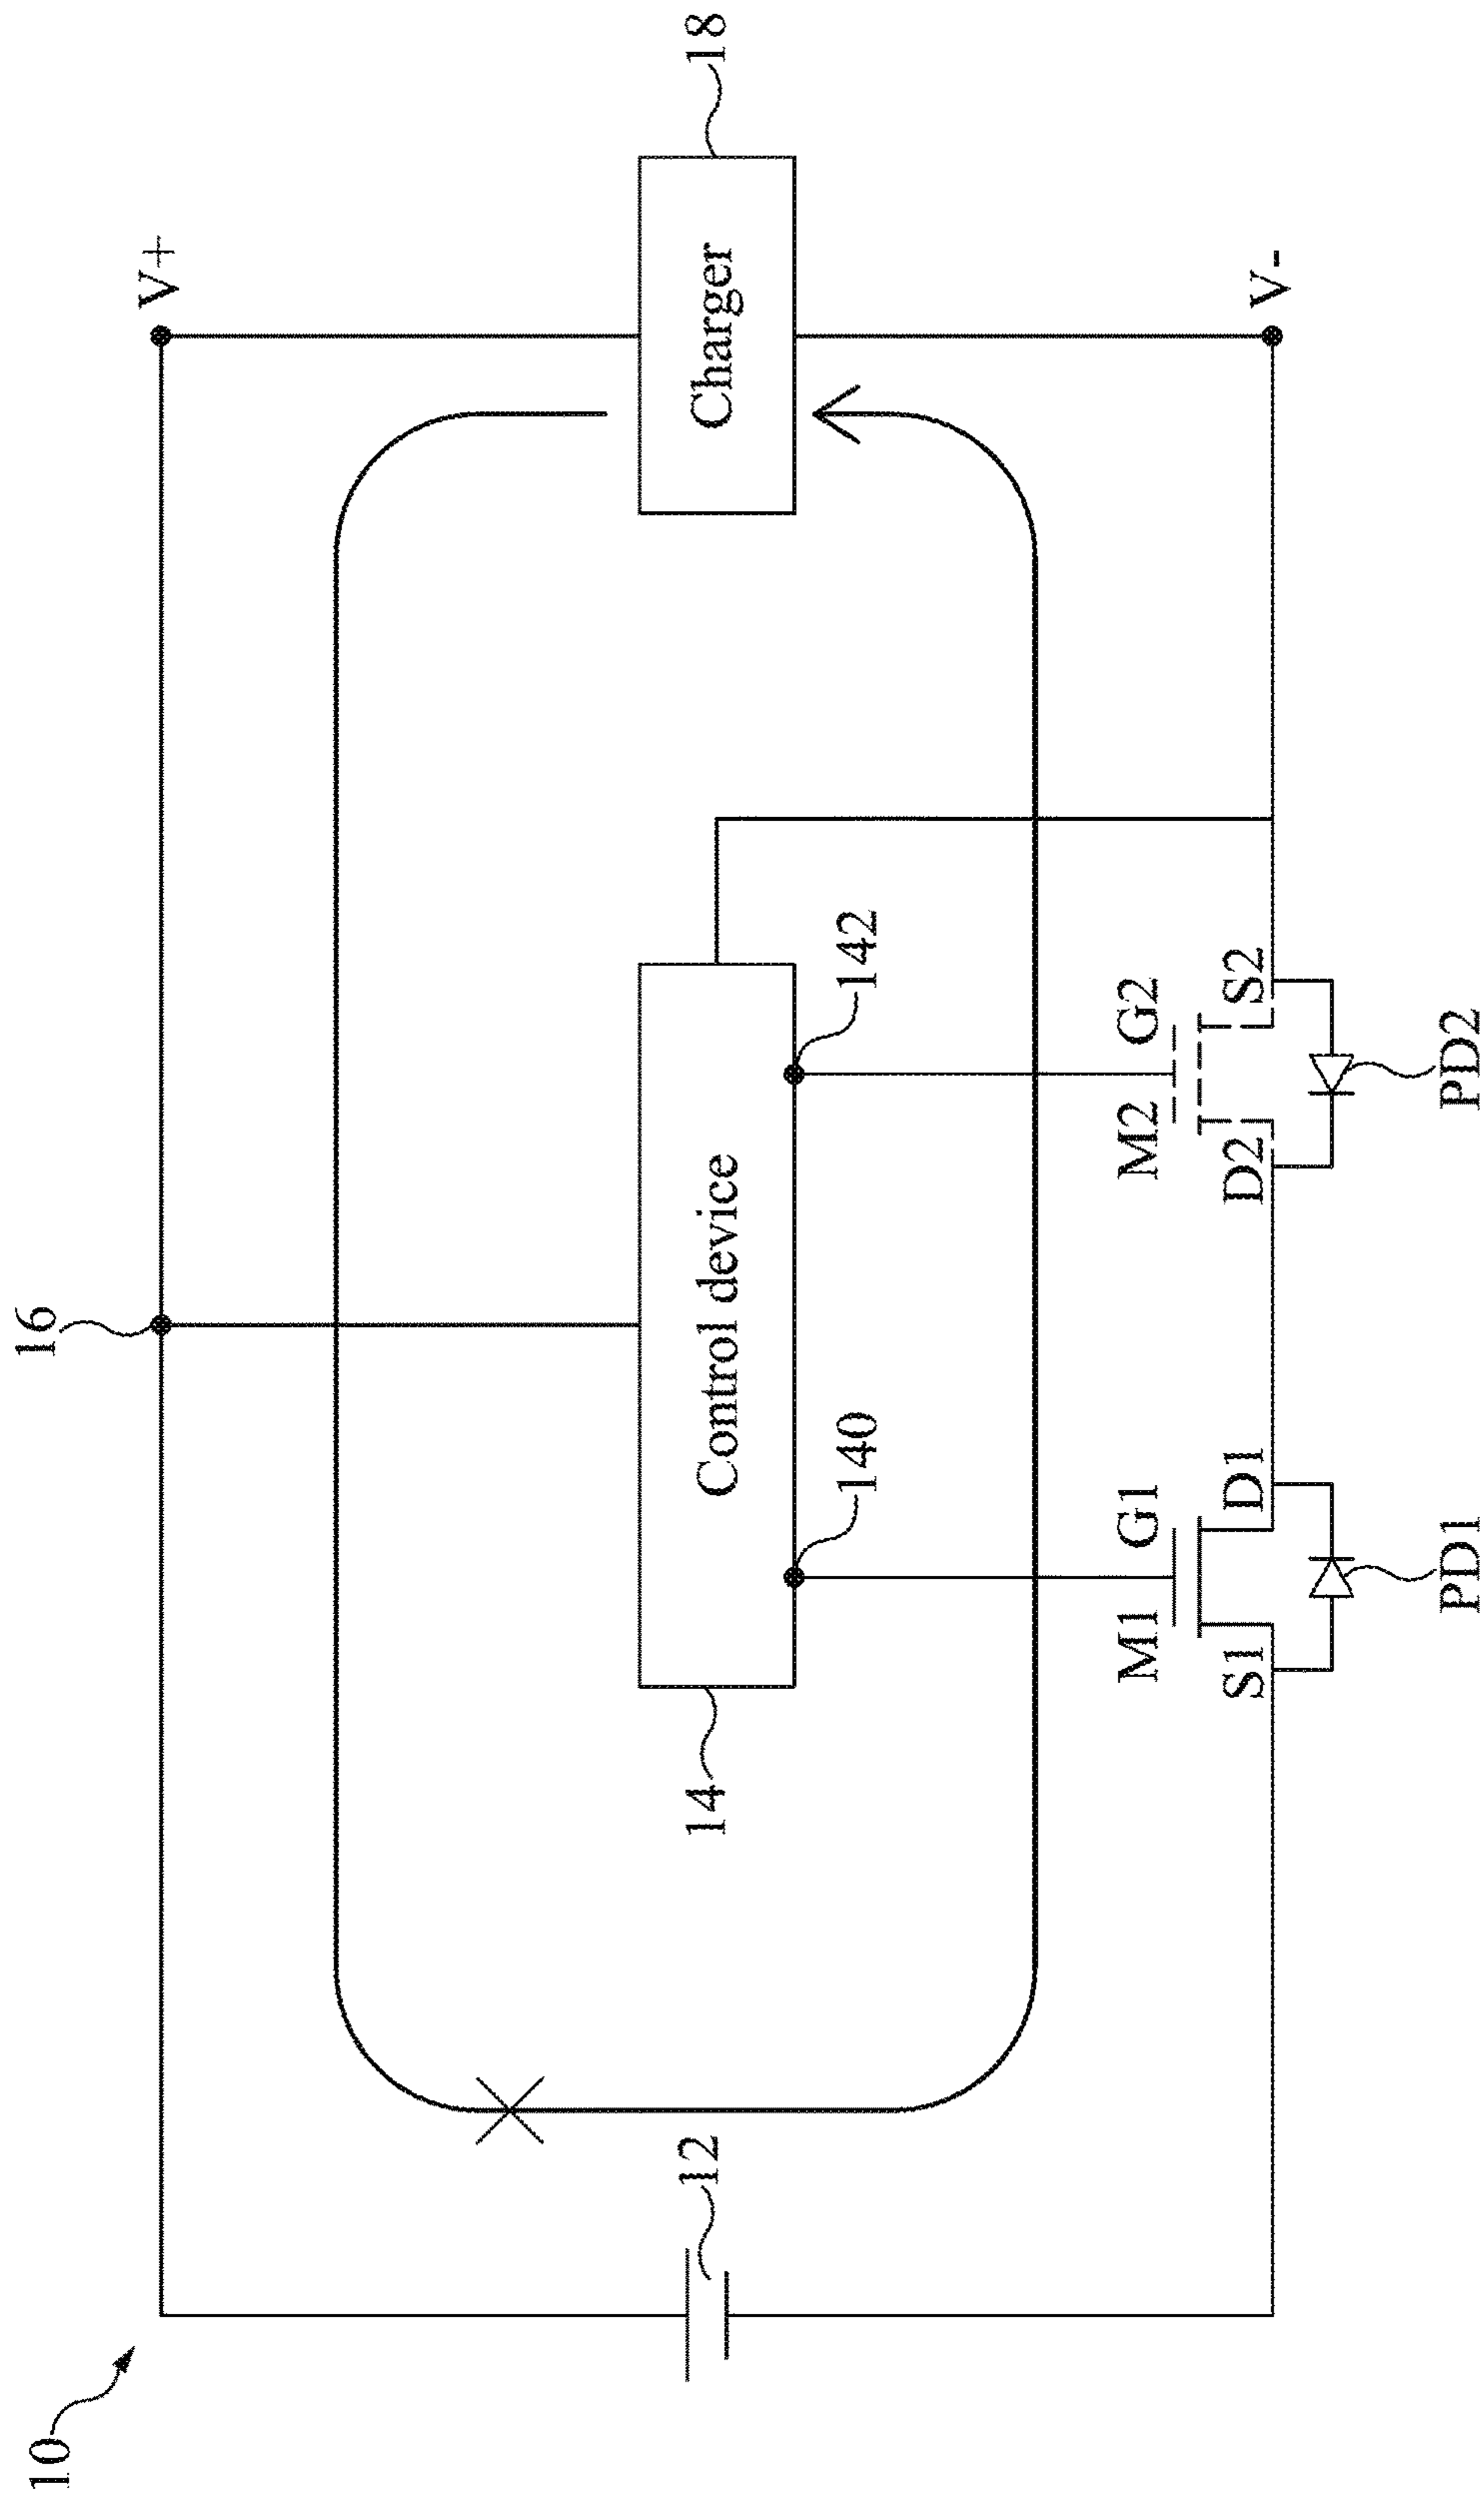 10
16
V+
12
14
Control device
Charger
18
140
142
M1 G1
M2 G2
S1
D1
D2
S2
V-
PD1
PD2